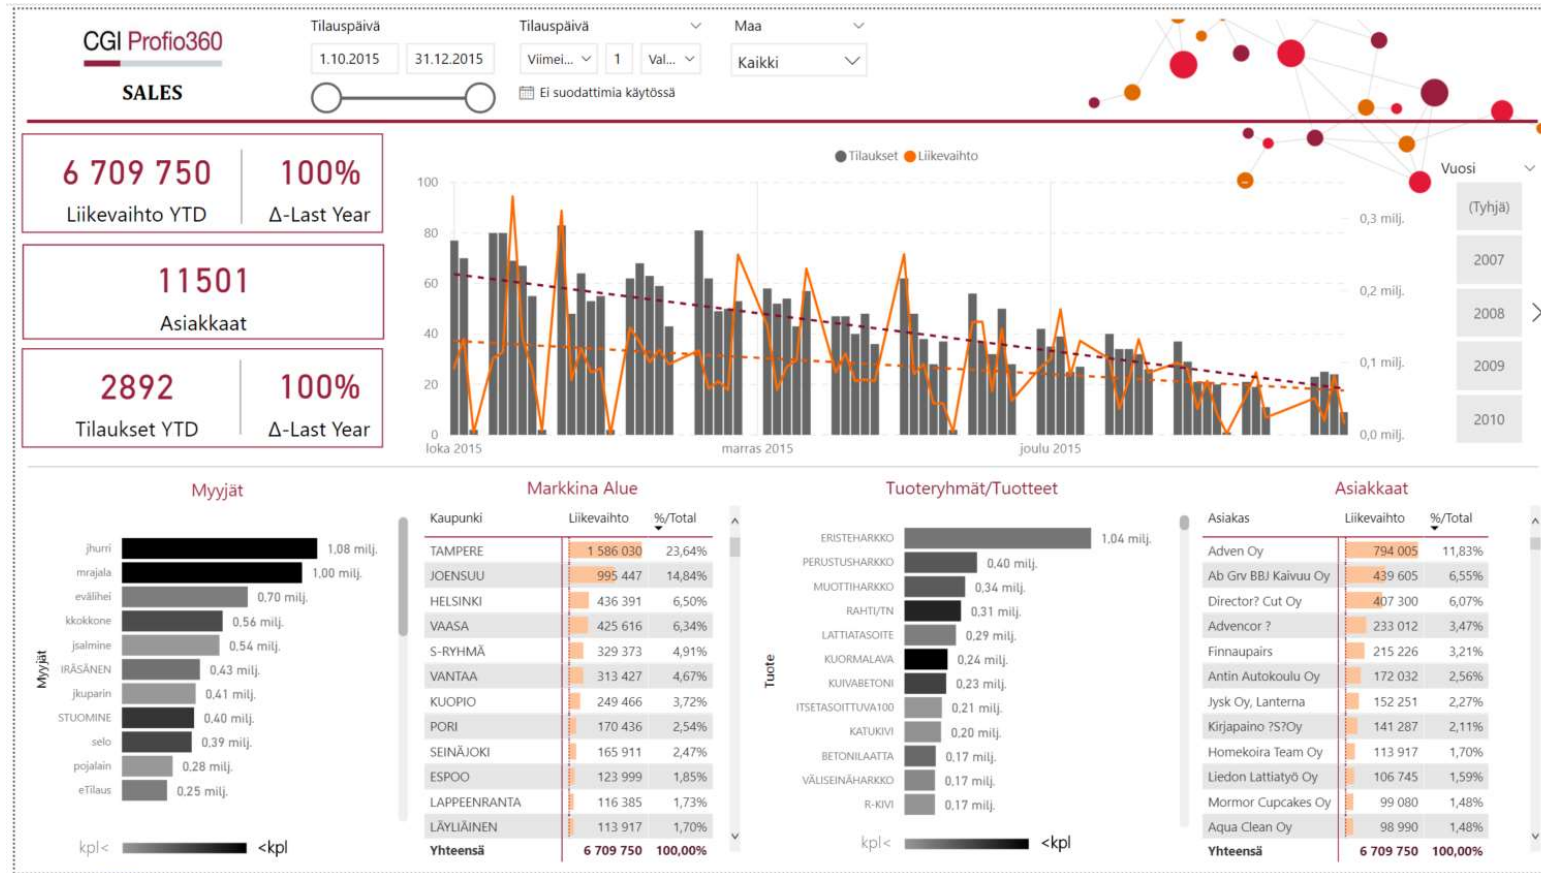 CGI Profio360
SALES
Tilauspäivä
1.10.2015 31.12.2015
Tilauspäivä
Viimei... 1 Val...
Ei suodattimia käytössä
Maa
Kaikki
6 709 750 100%
Liikevaihto YTD Δ-Last Year
11501
Asiakkaat
2892 100%
Tilaukset YTD Δ-Last Year
Tilaukset Liikevaihto
100
80
60
40
20
0
0,3 milj.
0,2 milj.
0,1 milj.
0,0 milj.
loka 2015 marras 2015 joulu 2015
Vuosi
(Tyhjä)
2007
2008
2009
2010
Myyjät
Myyjät
jhurri 1,08 milj.
mrajala 1,00 milj.
evälihei 0,70 milj.
kkokkone 0,56 milj.
jsalmine 0,54 milj.
IRÄSÄNEN 0,43 milj.
jkuparin 0,41 milj.
STUOMINE 0,40 milj.
selo 0,39 milj.
pojalain 0,28 milj.
eTilaus 0,25 milj.
kpl< <kpl
Markkina Alue
Kaupunki Liikevaihto %/Total
TAMPERE 1 586 030 23,64%
JOENSUU 995 447 14,84%
HELSINKI 436 391 6,50%
VAASA 425 616 6,34%
S-RYHMÄ 329 373 4,91%
VANTAA 313 427 4,67%
KUOPIO 249 466 3,72%
PORI 170 436 2,54%
SEINÄJOKI 165 911 2,47%
ESPOO 123 999 1,85%
LAPPEENRANTA 116 385 1,73%
LÄYLIÄINEN 113 917 1,70%
Yhteensä 6 709 750 100,00%
Tuoteryhmät/Tuotteet
Tuote
ERISTEHARKKO 1,04 milj.
PERUSTUSHARKKO 0,40 milj.
MUOTTIHARKKO 0,34 milj.
RAHTI/TN 0,31 milj.
LATTIATASOITE 0,29 milj.
KUORMALAVA 0,24 milj.
KUIVABETONI 0,23 milj.
ITSETASOITTUVA100 0,21 milj.
KATUKIVI 0,20 milj.
BETONILAATTA 0,17 milj.
VÄLISEINÄHARKKO 0,17 milj.
R-KIVI 0,17 milj.
kpl< <kpl
Asiakkaat
Asiakas Liikevaihto %/Total
Adven Oy 794 005 11,83%
Ab Grv BBJ Kaivuu Oy 439 605 6,55%
Director? Cut Oy 407 300 6,07%
Advencor ? 233 012 3,47%
Finnaupairs 215 226 3,21%
Antin Autokoulu Oy 172 032 2,56%
Jysk Oy, Lanterna 152 251 2,27%
Kirjapaino ?S?Oy 141 287 2,11%
Homekoira Team Oy 113 917 1,70%
Liedon Lattiatyö Oy 106 745 1,59%
Mormor Cupcakes Oy 99 080 1,48%
Aqua Clean Oy 98 990 1,48%
Yhteensä 6 709 750 100,00%